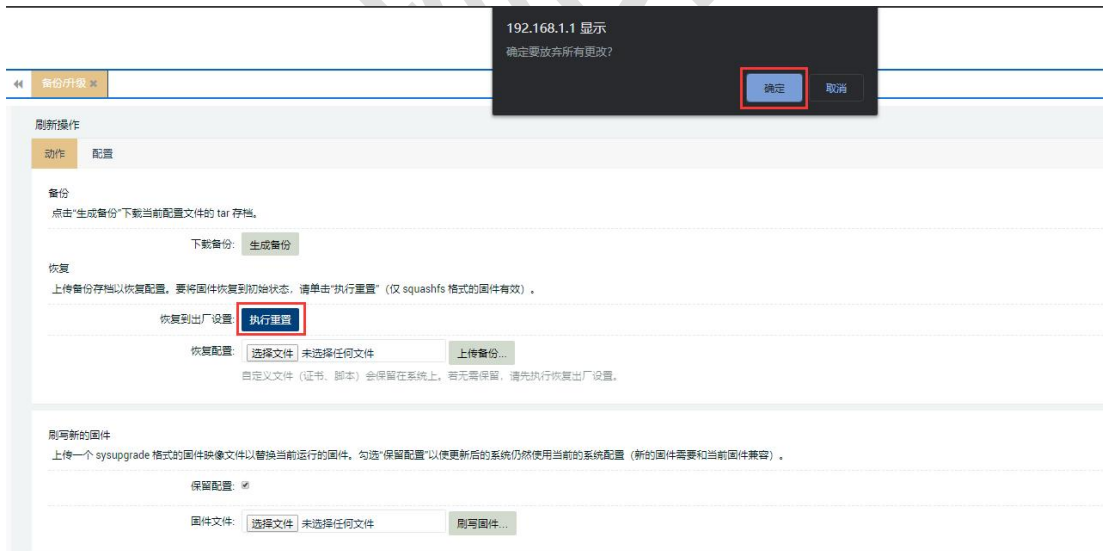 192.168.1.1 显示
确定要放弃所有更改?
确定 取消
备份/升级
刷新操作
动作 配置
备份
点击“生成备份”下载当前配置文件的 tar 存档。
下载备份: 生成备份
恢复
上传备份存档以恢复配置。要将固件恢复到初始状态，请单击“执行重置”（仅 squashfs 格式的固件有效）。
恢复到出厂设置: 执行重置
恢复配置: 选择文件 未选择任何文件 上传备份...
自定义文件（证书、脚本）会保留在系统上。若无需保留，请先执行恢复出厂设置。
刷写新的固件
上传一个 sysupgrade 格式的固件映像文件以替换当前运行的固件。勾选“保留配置”以使更新后的系统仍然使用当前的系统配置（新的固件需要和当前固件兼容）。
保留配置:
固件文件: 选择文件 未选择任何文件 刷写固件...